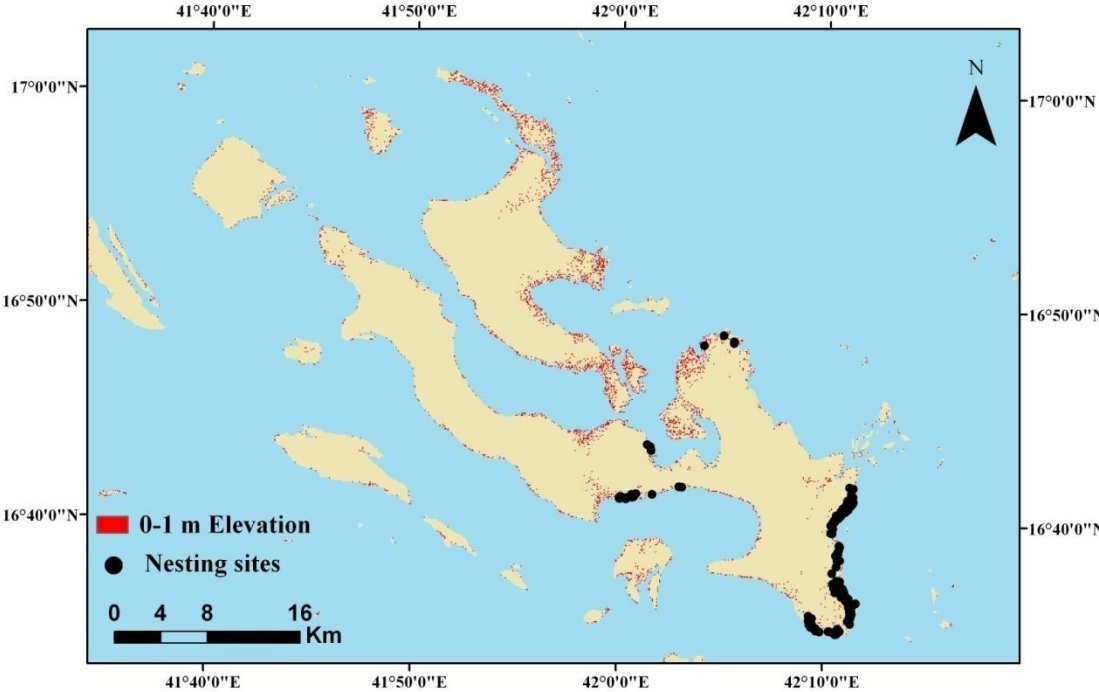 41°40'0"E 41°50'0"E 42°0'0"E 42°10'0"E
N
17°0'0"N 17°0'0"N
16°50'0"N 16°50'0"N
16°40'0"N 16°40'0"N
0-1 m Elevation
Nesting sites
0 4 8 16
Km
41°40'0"E 41°50'0"E 42°0'0"E 42°10'0"E